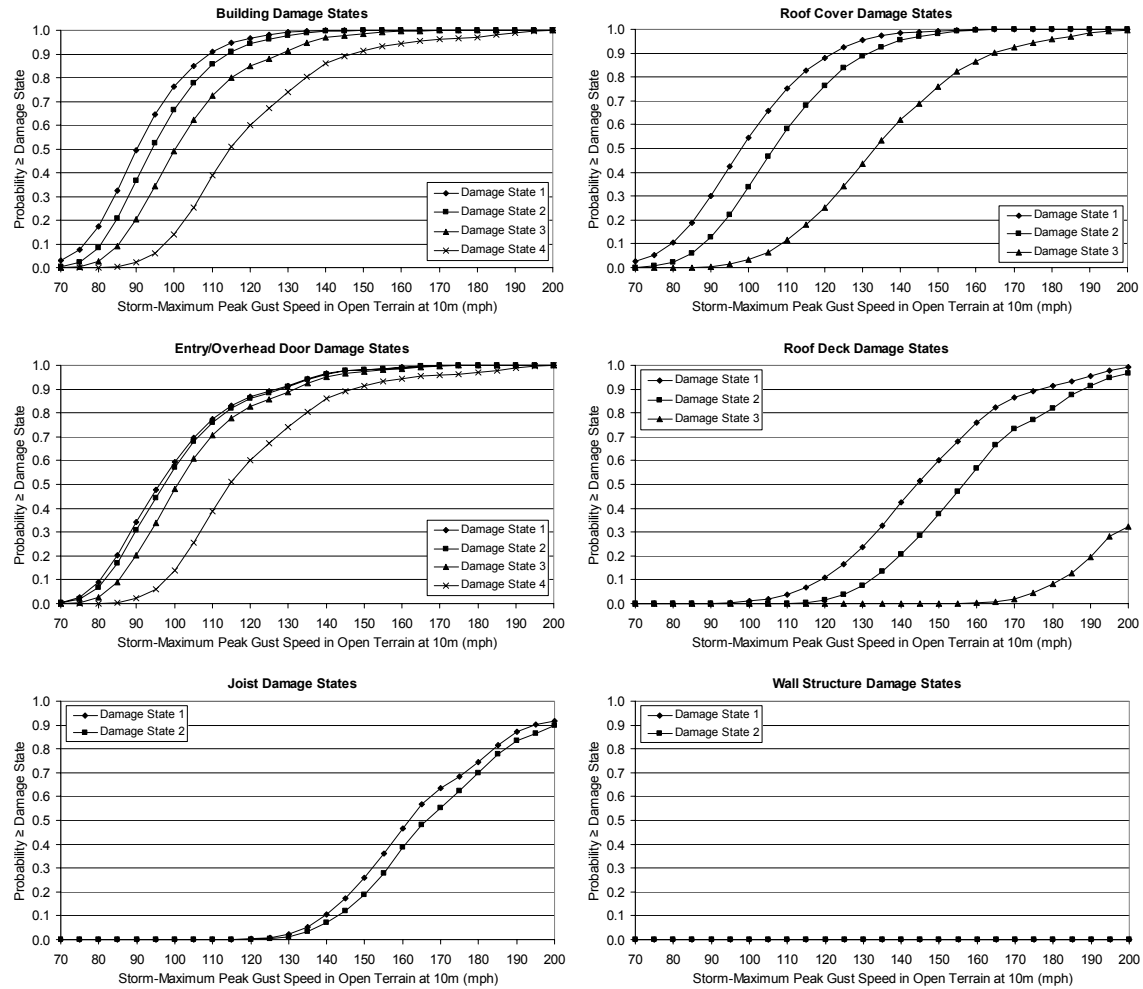 Building Damage States
Probability ≥ Damage State
1.0
0.9
0.8
0.7
0.6
0.5
0.4
0.3
0.2
0.1
0.0
Damage State 1
Damage State 2
Damage State 3
Damage State 4
70 80 90 100 110 120 130 140 150 160 170 180 190 200
Storm-Maximum Peak Gust Speed in Open Terrain at 10m (mph)
Roof Cover Damage States
Probability ≥ Damage State
1.0
0.9
0.8
0.7
0.6
0.5
0.4
0.3
0.2
0.1
0.0
Damage State 1
Damage State 2
Damage State 3
70 80 90 100 110 120 130 140 150 160 170 180 190 200
Storm-Maximum Peak Gust Speed in Open Terrain at 10m (mph)
Entry/Overhead Door Damage States
Probability ≥ Damage State
1.0
0.9
0.8
0.7
0.6
0.5
0.4
0.3
0.2
0.1
0.0
Damage State 1
Damage State 2
Damage State 3
Damage State 4
70 80 90 100 110 120 130 140 150 160 170 180 190 200
Storm-Maximum Peak Gust Speed in Open Terrain at 10m (mph)
Roof Deck Damage States
Probability ≥ Damage State
1.0
0.9
0.8
0.7
0.6
0.5
0.4
0.3
0.2
0.1
0.0
Damage State 1
Damage State 2
Damage State 3
70 80 90 100 110 120 130 140 150 160 170 180 190 200
Storm-Maximum Peak Gust Speed in Open Terrain at 10m (mph)
Joist Damage States
Probability ≥ Damage State
1.0
0.9
0.8
0.7
0.6
0.5
0.4
0.3
0.2
0.1
0.0
Damage State 1
Damage State 2
70 80 90 100 110 120 130 140 150 160 170 180 190 200
Storm-Maximum Peak Gust Speed in Open Terrain at 10m (mph)
Wall Structure Damage States
Probability ≥ Damage State
1.0
0.9
0.8
0.7
0.6
0.5
0.4
0.3
0.2
0.1
0.0
Damage State 1
Damage State 2
70 80 90 100 110 120 130 140 150 160 170 180 190 200
Storm-Maximum Peak Gust Speed in Open Terrain at 10m (mph)